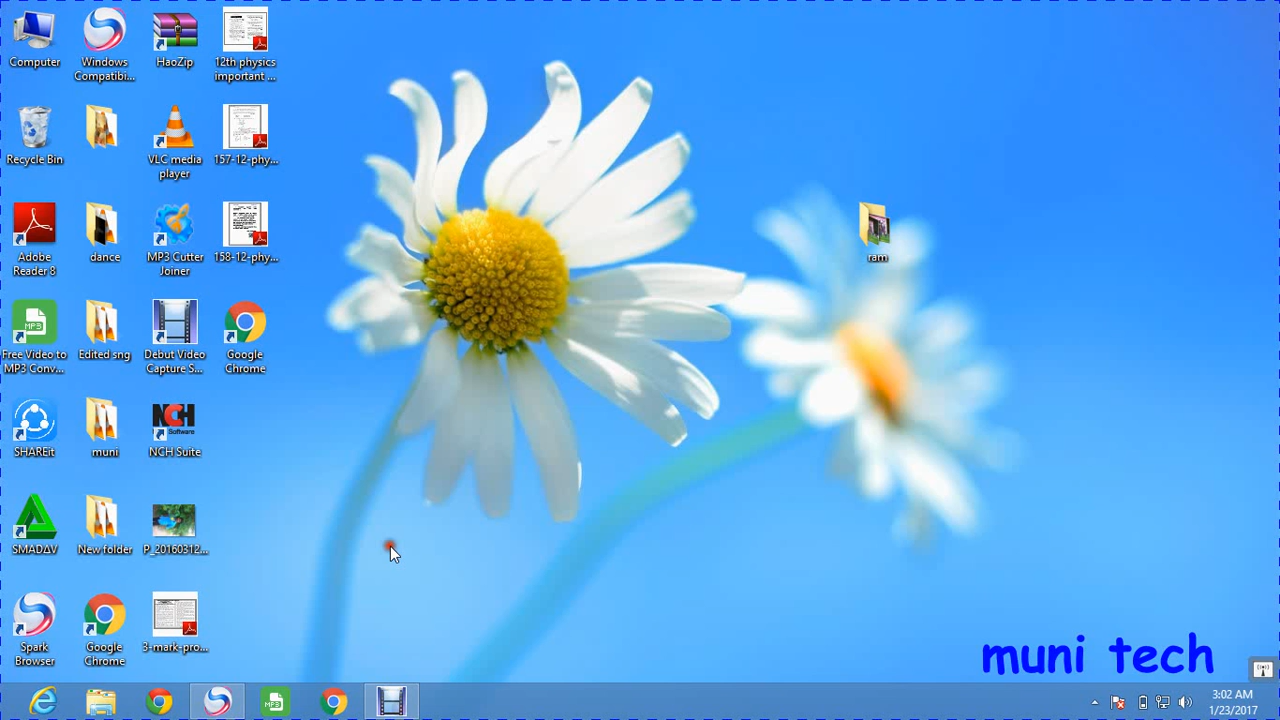 Computer
Windows
Compatibi...
HaoZip
12th physics
important ...
Recycle Bin
VLC media
player
157-12-phy...
Adobe
Reader 8
dance
MP3 Cutter
Joiner
158-12-phy...
ram
MP3
Free Video to
MP3 Conv...
Edited sng
Debut Video
Capture S...
Google
Chrome
SHAREit
muni
NCH
Software
NCH Suite
SMAD∆V
New folder
P_20160312...
Spark
Browser
Google
Chrome
3-mark-pro...
muni tech
MP3
3:02 AM
1/23/2017